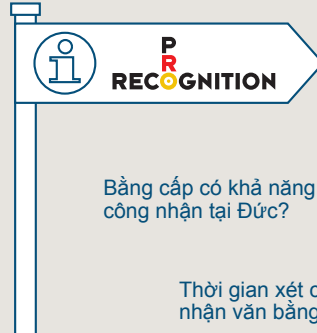 P
R
RECOGNITION
Bằng cấp có khả năng
công nhận tại Đức?
Thời gian xét
nhận văn bằng